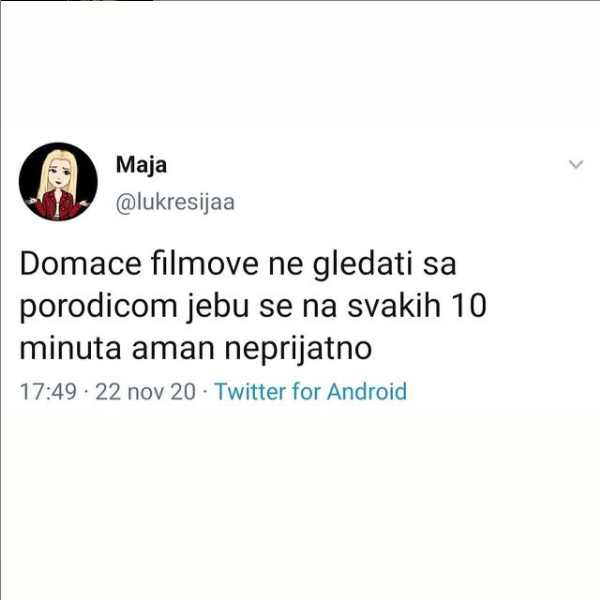 Maja
@lukresijaa
Domace filmove ne gledati sa
porodicom jebu se na svakih 10
minuta aman neprijatno
17:49 · 22 nov 20 · Twitter for Android